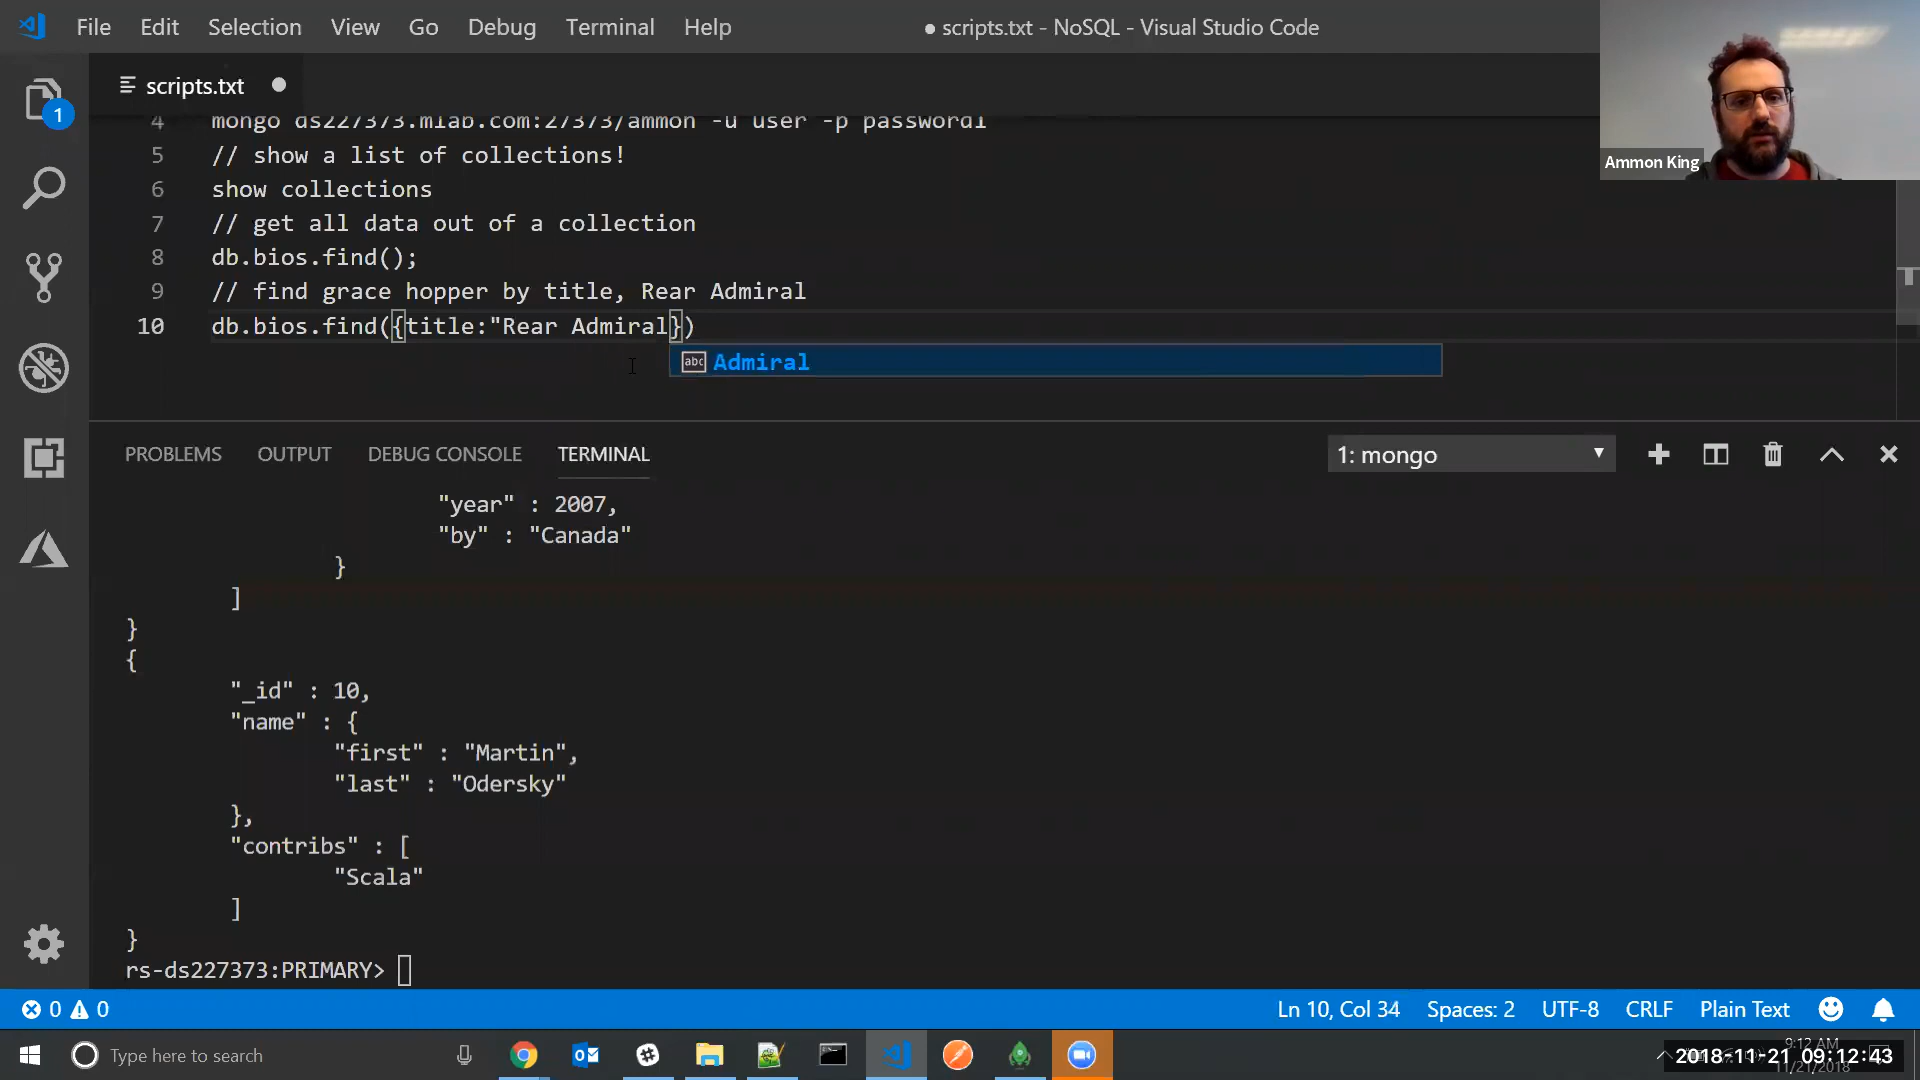 File Edit Selection View Go Debug Terminal Help
● scripts.txt - NoSQL - Visual Studio Code
scripts.txt
1
Ammon King
4 mongo ds227373.mlab.com:27373/ammon -u user -p password1
5 // show a list of collections!
6 show collections
7 // get all data out of a collection
8 db.bios.find();
9 // find grace hopper by title, Rear Admiral
10 db.bios.find({title:"Rear Admiral})
abc Admiral
PROBLEMS OUTPUT DEBUG CONSOLE TERMINAL
1: mongo
"year" : 2007,
"by" : "Canada"
}
]
}
{
"_id" : 10,
"name" : {
"first" : "Martin",
"last" : "Odersky"
},
"contribs" : [
"Scala"
]
}
rs-ds227373:PRIMARY>
0 0
Ln 10, Col 34 Spaces: 2 UTF-8 CRLF Plain Text
Type here to search
9:12 AM
2018-11-21 09:12:43
11/21/2018